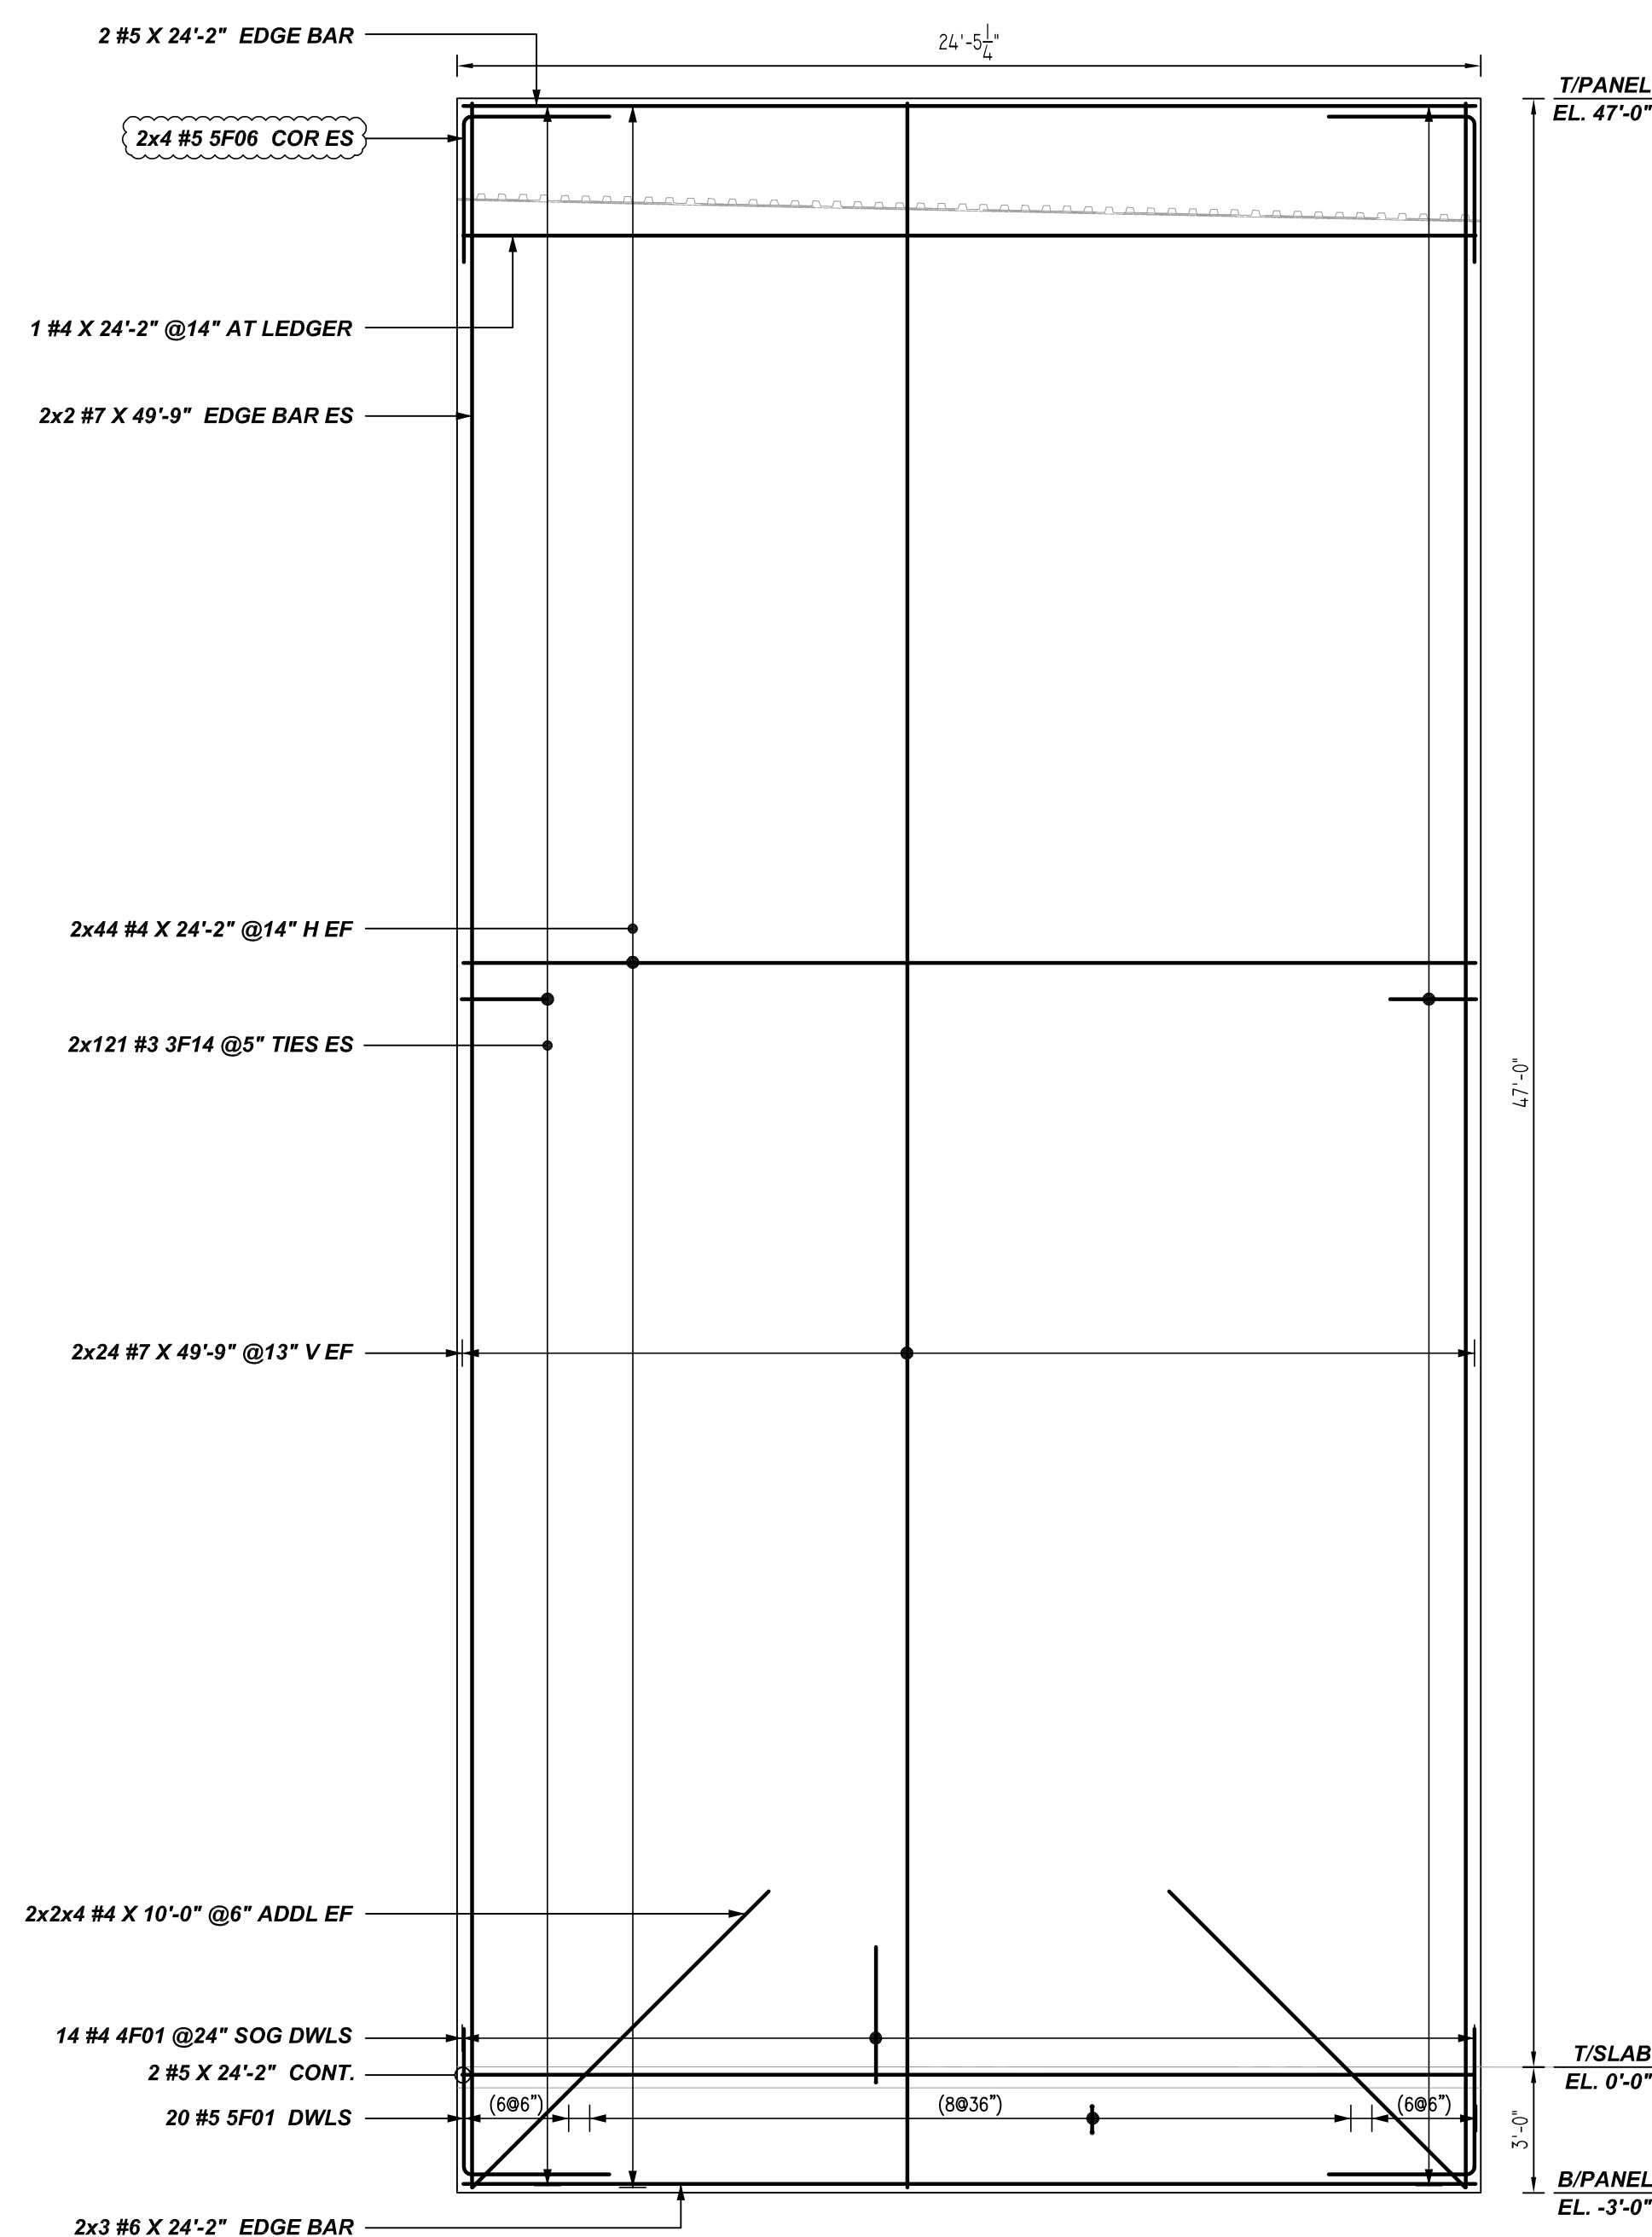 2 #5 X 24'-2" EDGE BAR
24'-5 1/4"
T/PANEL
EL. 47'-0"
2x4 #5 5F06 COR ES
1 #4 X 24'-2" @14" AT LEDGER
2x2 #7 X 49'-9" EDGE BAR ES
2x44 #4 X 24'-2" @14" H EF
2x121 #3 3F14 @5" TIES ES
47'-0"
2x24 #7 X 49'-9" @13" V EF
2x2x4 #4 X 10'-0" @6" ADDL EF
14 #4 4F01 @24" SOG DWLS
T/SLAB
EL. 0'-0"
2 #5 X 24'-2" CONT.
20 #5 5F01 DWLS
(6@6")
(8@36")
(6@6")
3'-0"
B/PANEL
EL. -3'-0"
2x3 #6 X 24'-2" EDGE BAR